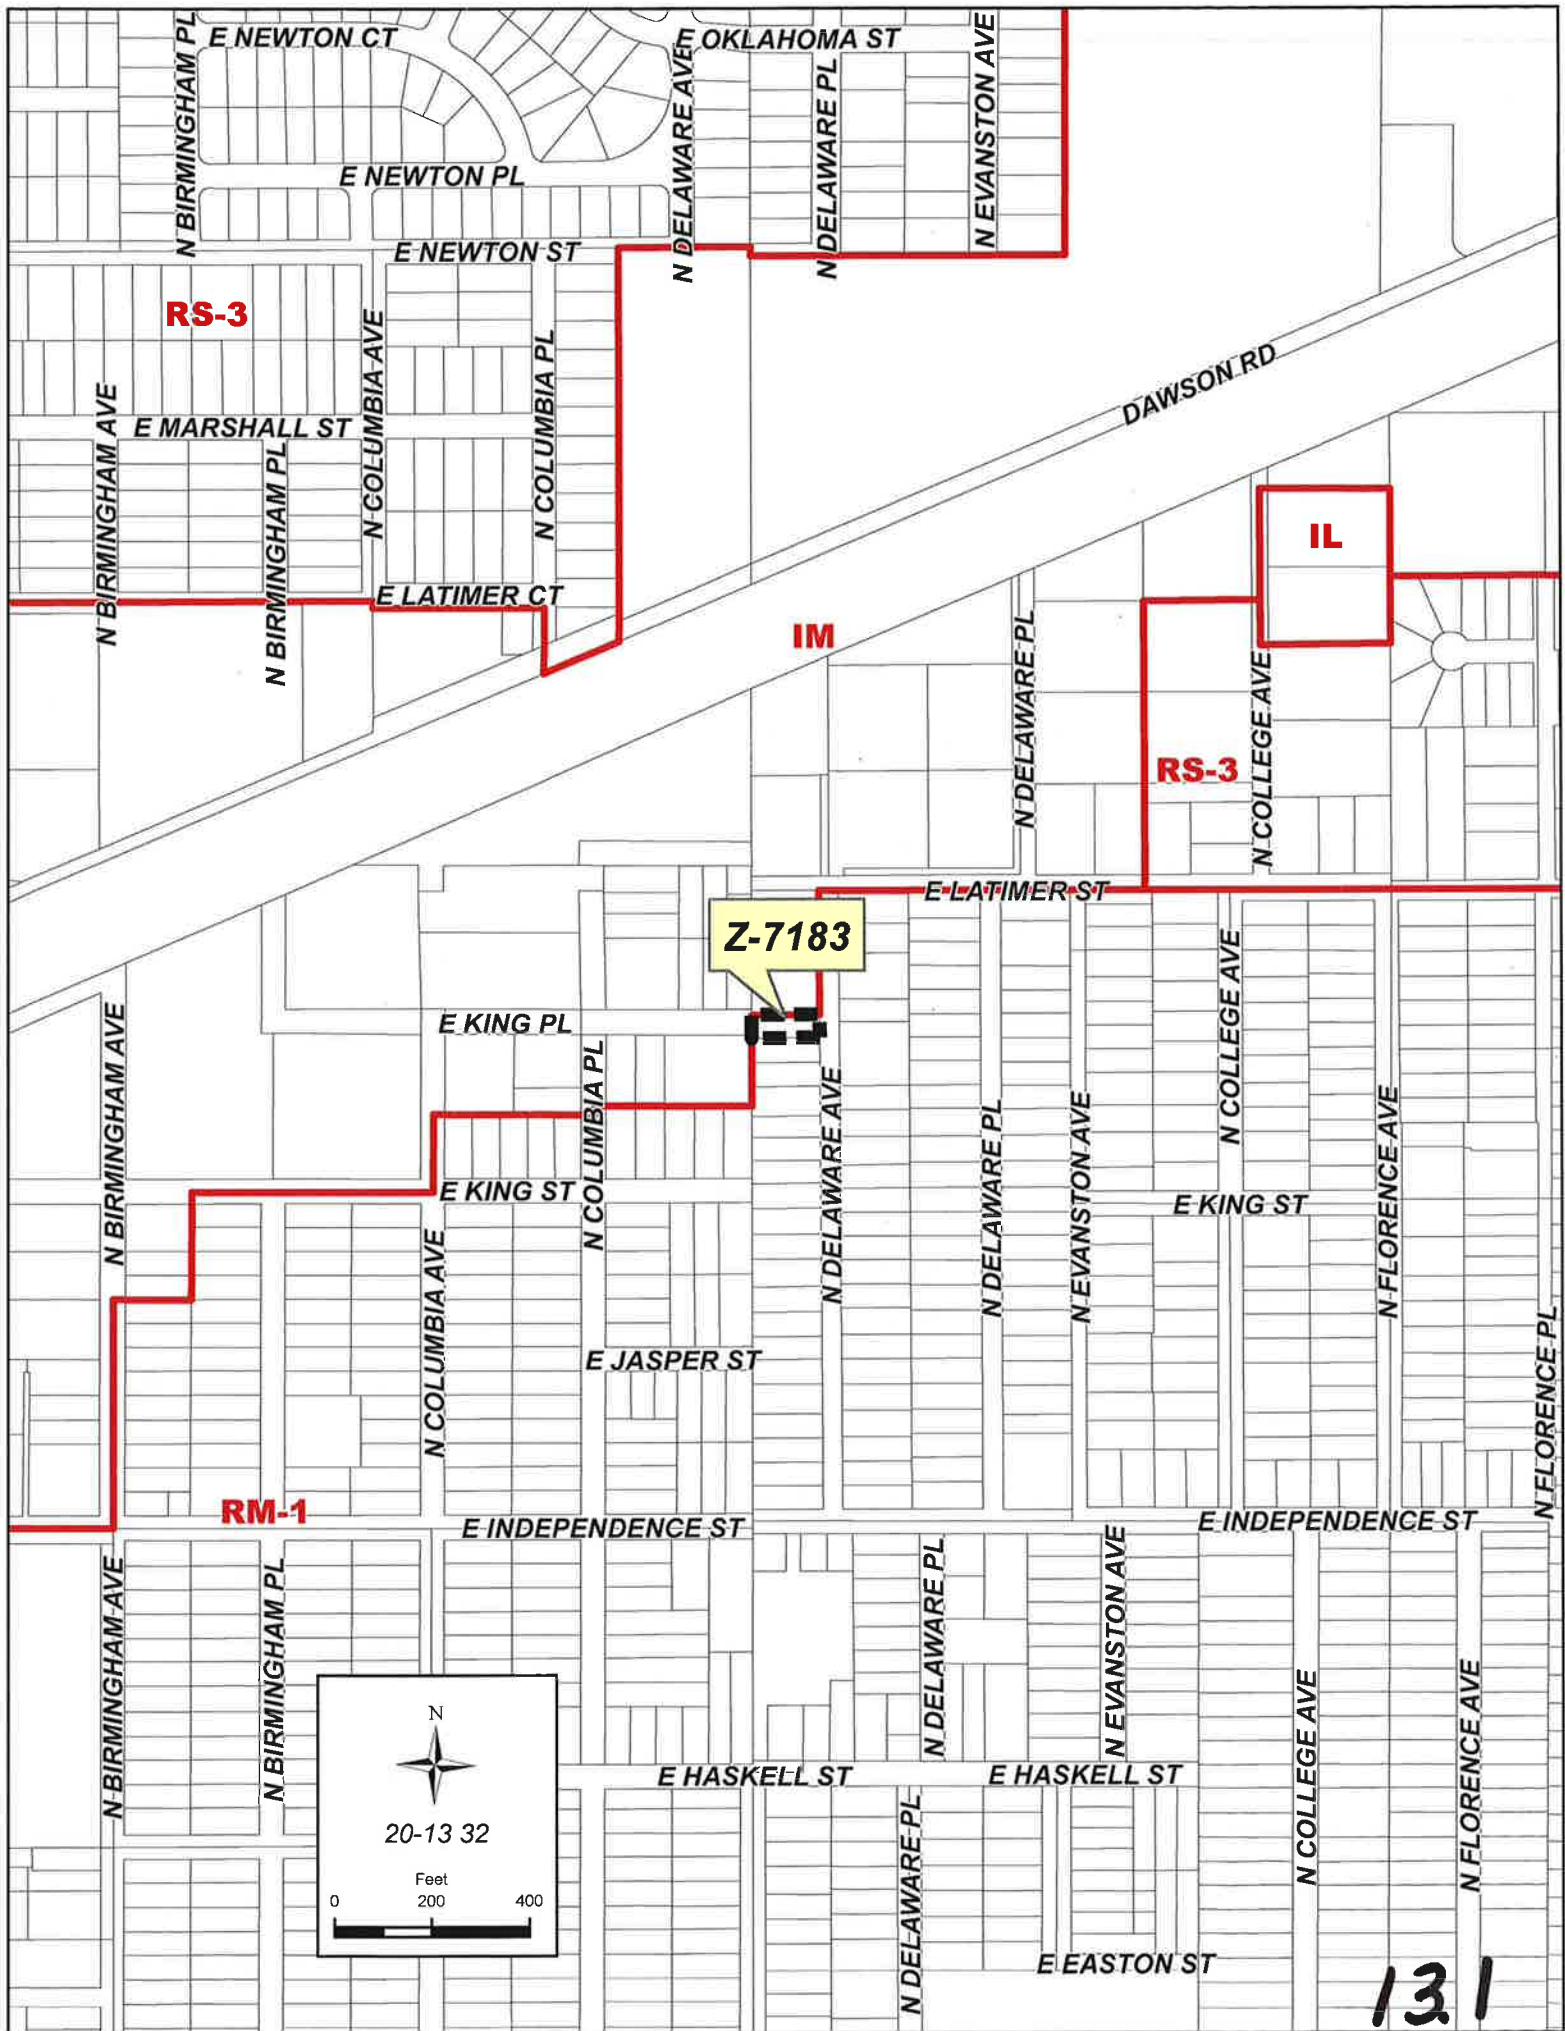 E NEWTON CT
E OKLAHOMA ST
N BIRMINGHAM PL
N DELAWARE AVE
N DELAWARE PL
N EVANSTON AVE
E NEWTON PL
E NEWTON ST
RS-3
N COLUMBIA AVE
N COLUMBIA PL
DAWSON RD
N BIRMINGHAM AVE
E MARSHALL ST
N BIRMINGHAM PL
IL
E LATIMER CT
IM
N DELAWARE PL
N COLLEGE AVE
RS-3
E LATIMER ST
Z-7183
N COLLEGE AVE
N BIRMINGHAM AVE
E KING PL
N COLUMBIA PL
N DELAWARE AVE
N DELAWARE PL
N EVANSTON AVE
N FLORENCE AVE
E KING ST
E KING ST
N COLUMBIA AVE
E JASPER ST
N FLORENCE PL
RM-1
E INDEPENDENCE ST
E INDEPENDENCE ST
N BIRMINGHAM AVE
N BIRMINGHAM PL
N DELAWARE PL
N EVANSTON AVE
N COLLEGE AVE
N FLORENCE AVE
N
E HASKELL ST
E HASKELL ST
20-13 32
N DELAWARE PL
Feet
0 200 400
E EASTON ST
13.1